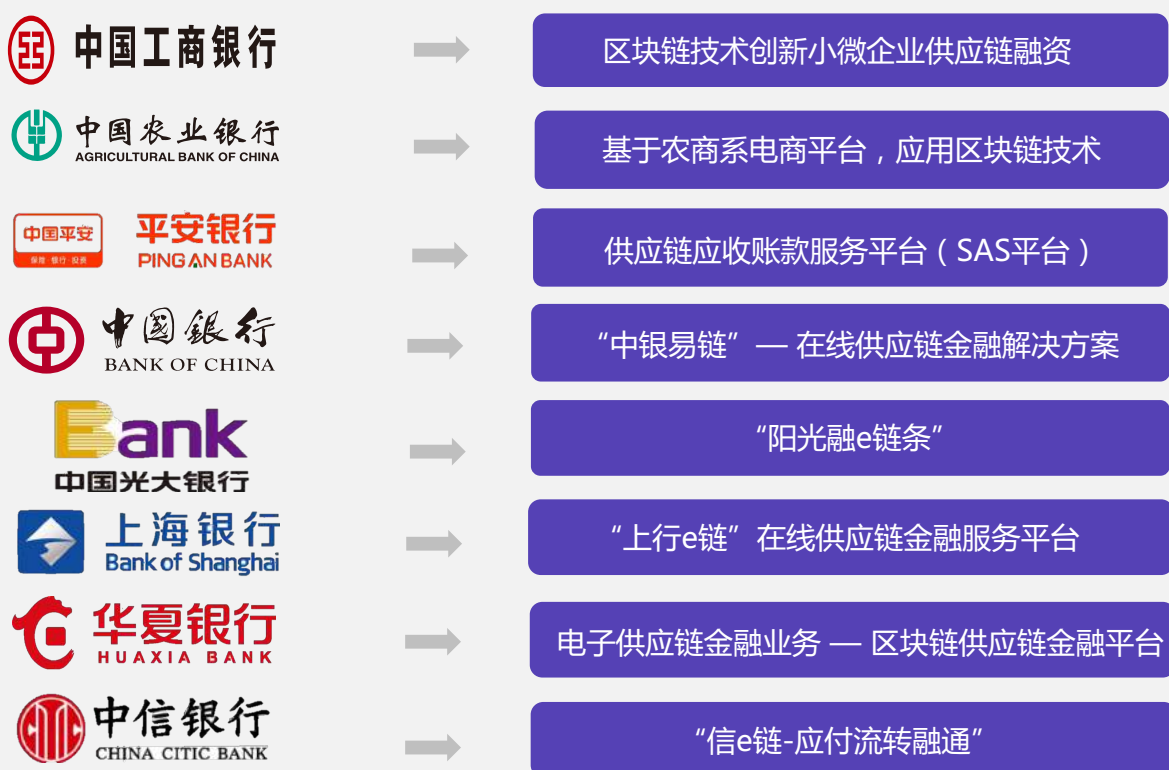 中国工商银行
区块链技术创新小微企业供应链融资
中国农业银行
AGRICULTURAL BANK OF CHINA
基于农商系电商平台，应用区块链技术
中国平安
保险·银行·投资
平安银行
PINGAN BANK
供应链应收账款服务平台（SAS平台）
中國銀行
BANK OF CHINA
“中银易链”— 在线供应链金融解决方案
Bank
中国光大银行
“阳光融e链条”
上海银行
Bank of Shanghai
“上行e链”在线供应链金融服务平台
华夏银行
HUAXIA BANK
电子供应链金融业务 — 区块链供应链金融平台
中信银行
CHINA CITIC BANK
“信e链-应付流转融通”